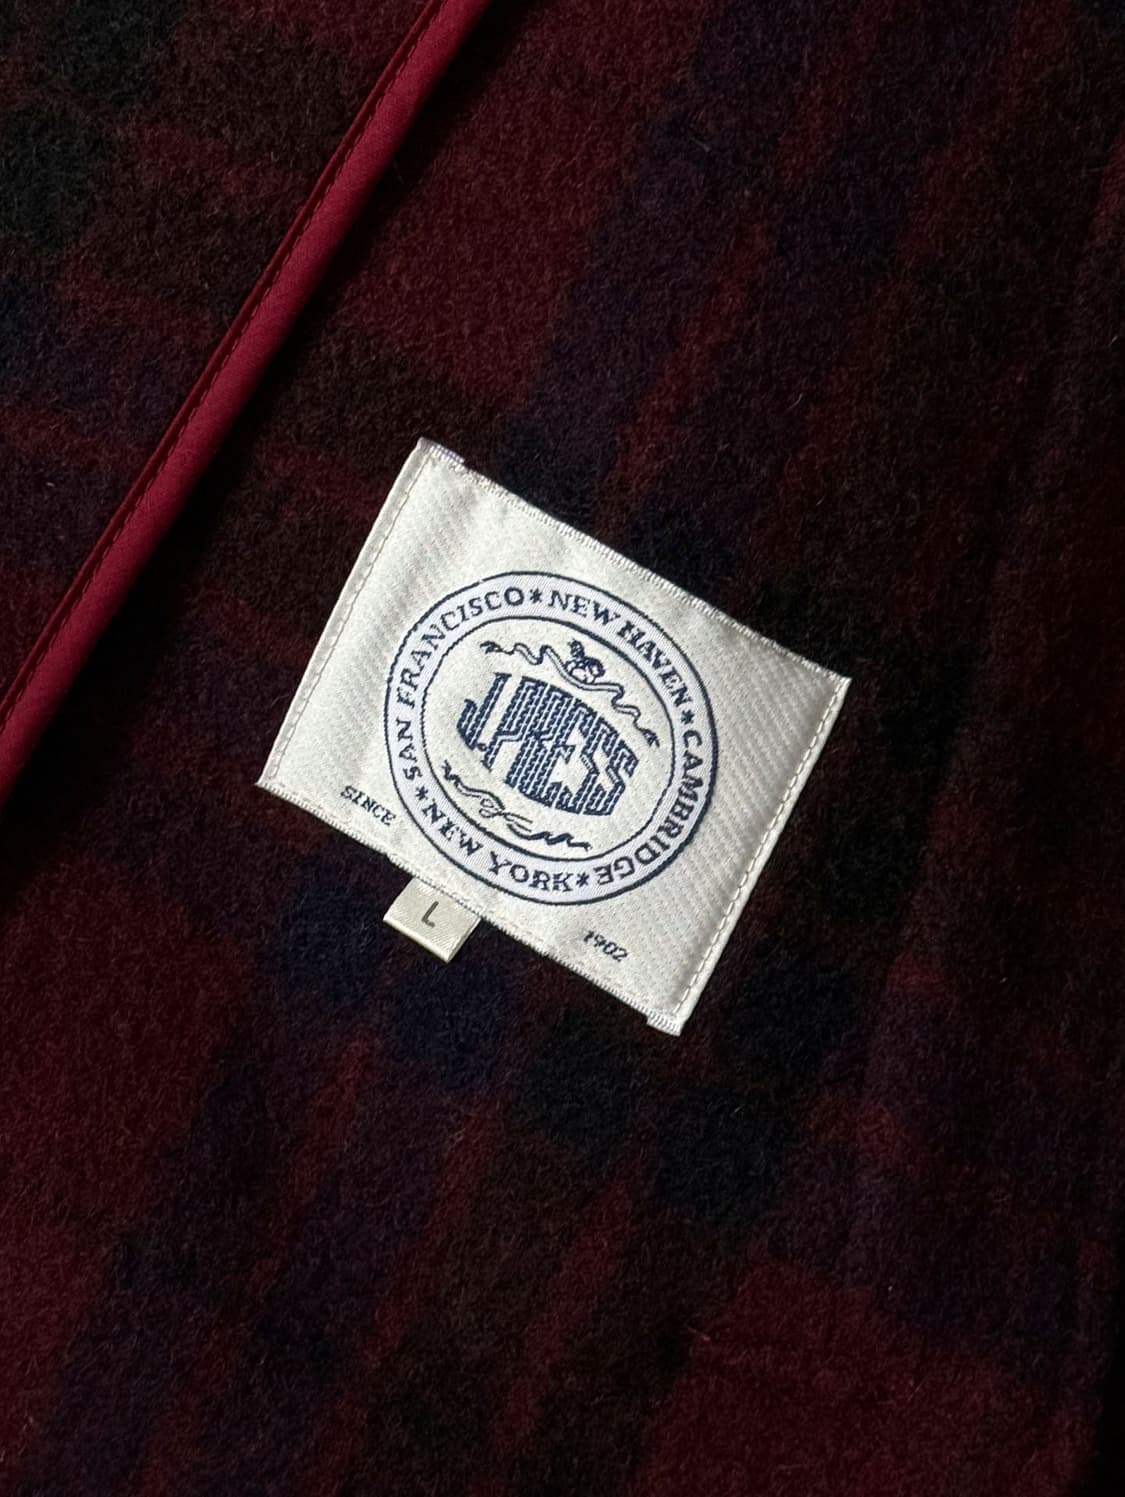 SAN FRANCISCO * NEW HAVEN * CAMBRIDGE * NEW YORK *
J. PRESS
SINCE
1902
L